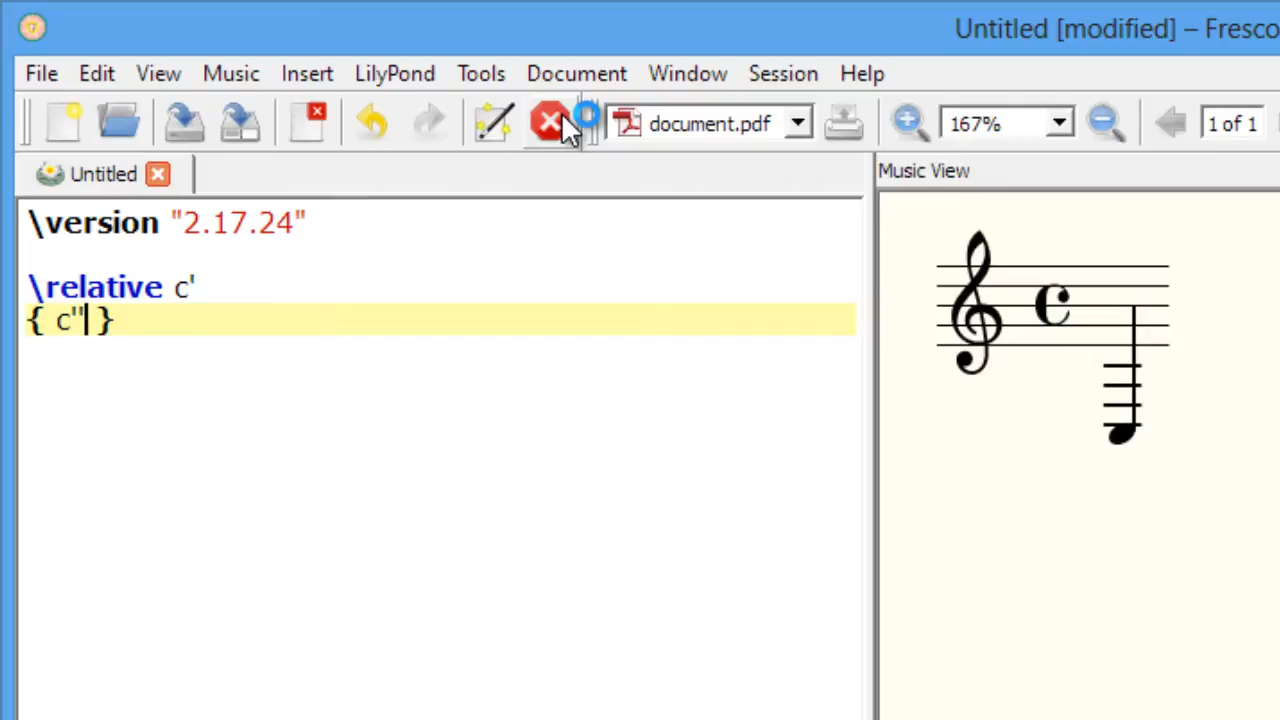 Untitled [modified] – Fresco
File Edit View Music Insert LilyPond Tools Document Window Session Help
document.pdf 167% 1 of 1
Untitled
Music View
\version "2.17.24"
\relative c'
{ c'' }